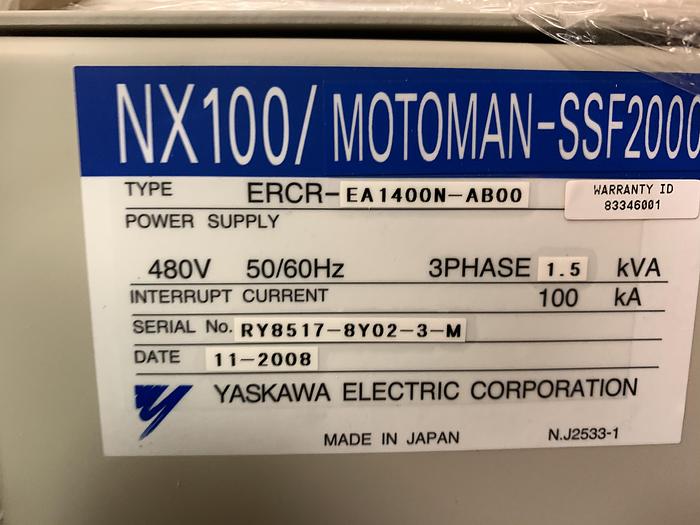 NX100/ MOTOMAN-SSF2000
TYPE ERCR-EA1400N-AB00
WARRANTY ID
83346001
POWER SUPPLY
480V 50/60Hz 3PHASE 1.5 kVA
INTERRUPT CURRENT 100 kA
SERIAL No. RY8517-8Y02-3-M
DATE 11-2008
YASKAWA ELECTRIC CORPORATION
MADE IN JAPAN N.J2533-1